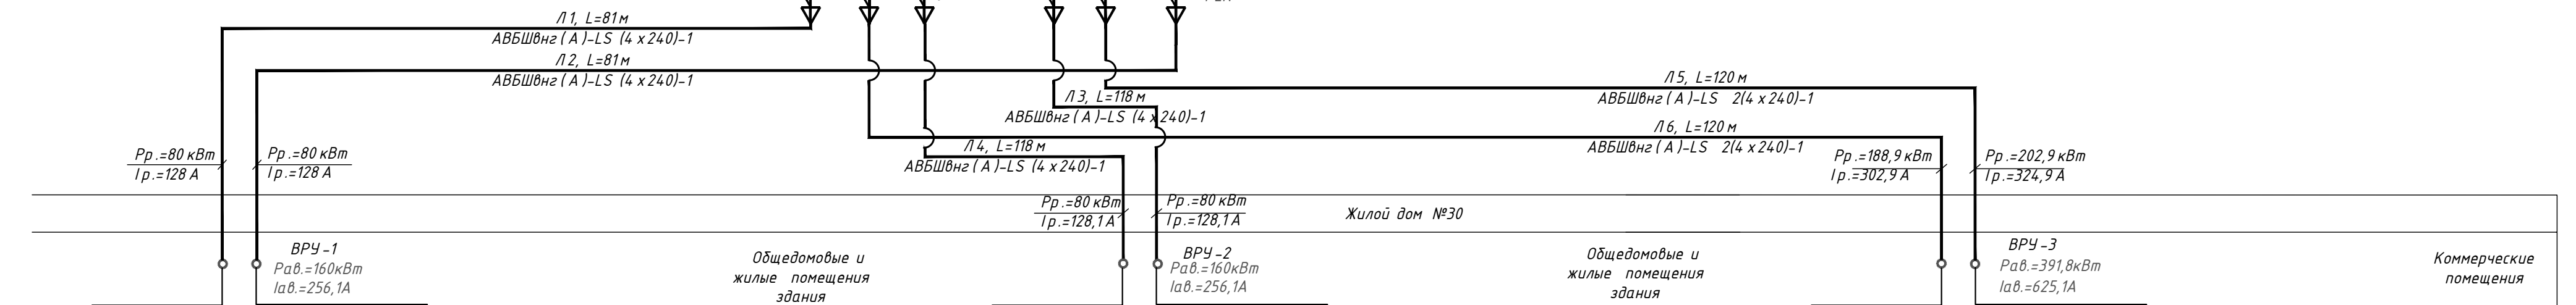 Л1, L=81м
АВБШвнг(А)-LS (4х240)-1
Л2, L=81м
АВБШвнг(А)-LS (4х240)-1
Л5, L=120м
АВБШвнг(А)-LS 2(4х240)-1
Л3, L=118м
АВБШвнг(А)-LS (4х240)-1
Л6, L=120м
АВБШвнг(А)-LS 2(4х240)-1
Л4, L=118м
АВБШвнг(А)-LS (4х240)-1
Рр.=80 кВт
Iр.=128 А
Рр.=80 кВт
Iр.=128 А
Рр.=188,9 кВт
Iр.=302,9 А
Рр.=202,9 кВт
Iр.=324,9 А
Рр.=80 кВт
Iр.=128,1 А
Рр.=80 кВт
Iр.=128,1 А
Жилой дом №30
ВРУ-1
Рав.=160кВт
Iав.=256,1А
Общедомовые и
жилые помещения
здания
ВРУ-2
Рав.=160кВт
Iав.=256,1А
Общедомовые и
жилые помещения
здания
ВРУ-3
Рав.=391,8кВт
Iав.=625,1А
Коммерческие
помещения